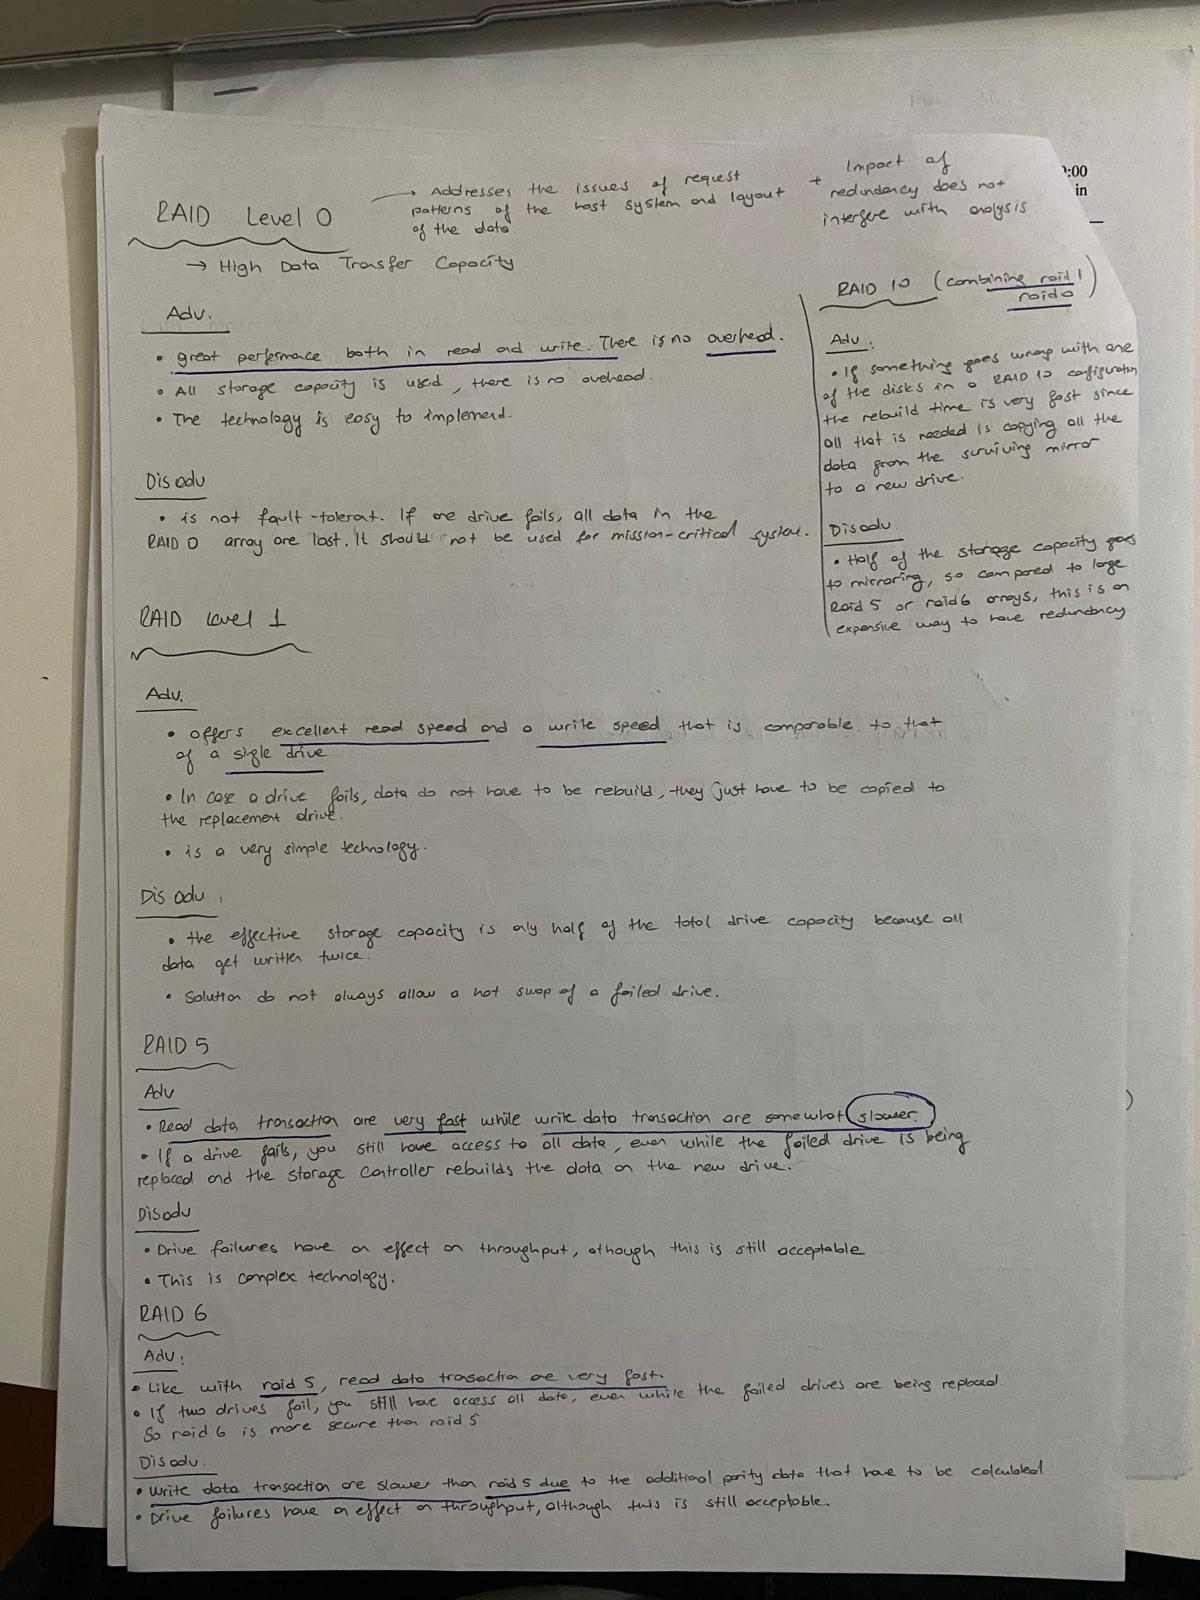 RAID Level 0
→ Addresses the issues of request
patterns of the host system and layout
of the data
+ Impact of
redundancy does not
interfere with analysis
:00
in
→ High Data Transfer Capacity
Adv.
• great performace both in read and write. There is no overhead.
• All storage capacity is used, there is no overhead.
• The technology is easy to implement.
Disadv
• is not fault-tolerant. If one drive fails, all data in the
RAID 0 array are lost. It should not be used for mission-critical system.
RAID 10 (combining raid 1
raid0)
Adv:
• If something goes wrong with one
of the disks in a RAID 10 configuration
the rebuild time is very fast since
all that is needed is copying all the
data from the surviving mirror
to a new drive.
Disadv.
• Half of the storage capacity goes
to mirroring, so compared to large
Raid 5 or raid6 arrays, this is an
expensive way to have redundancy
RAID Level 1
Adv.
• offers excellent read speed and a write speed that is comparable to that
of a single drive
• In case a drive fails, data do not have to be rebuild, they just have to be copied to
the replacement drive.
• is a very simple technology.
Disadv:
• the effective storage capacity is only half of the total drive capacity because all
data get written twice.
• Solution do not always allow a hot swap of a failed drive.
RAID 5
Adv
• Read data transaction are very fast while write data transaction are somewhat slower.
• If a drive fails, you still have access to all data, even while the failed drive is being
replaced and the storage controller rebuilds the data on the new drive.
Disadv
• Drive failures have an effect on throughput, athough this is still acceptable
• This is complex technology.
RAID 6
Adv:
• Like with raid 5, read data transaction are very fast.
• If two drives fail, you still have access all data, even while the failed drives are being replaced.
So raid 6 is more secure than raid 5
Disadv.
• Write data transaction are slower than raid 5 due to the additional parity data that have to be calculated
• Drive failures have an effect on throughput, although this is still acceptable.